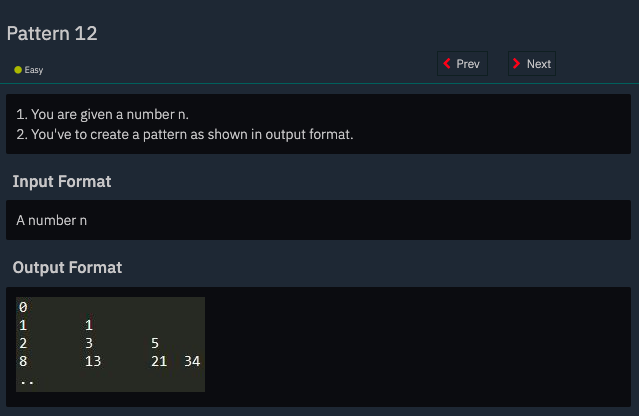 Pattern 12
Easy
Prev Next
1. You are given a number n.
2. You've to create a pattern as shown in output format.
Input Format
A number n
Output Format
0
1 1
2 3 5
8 13 21 34
..